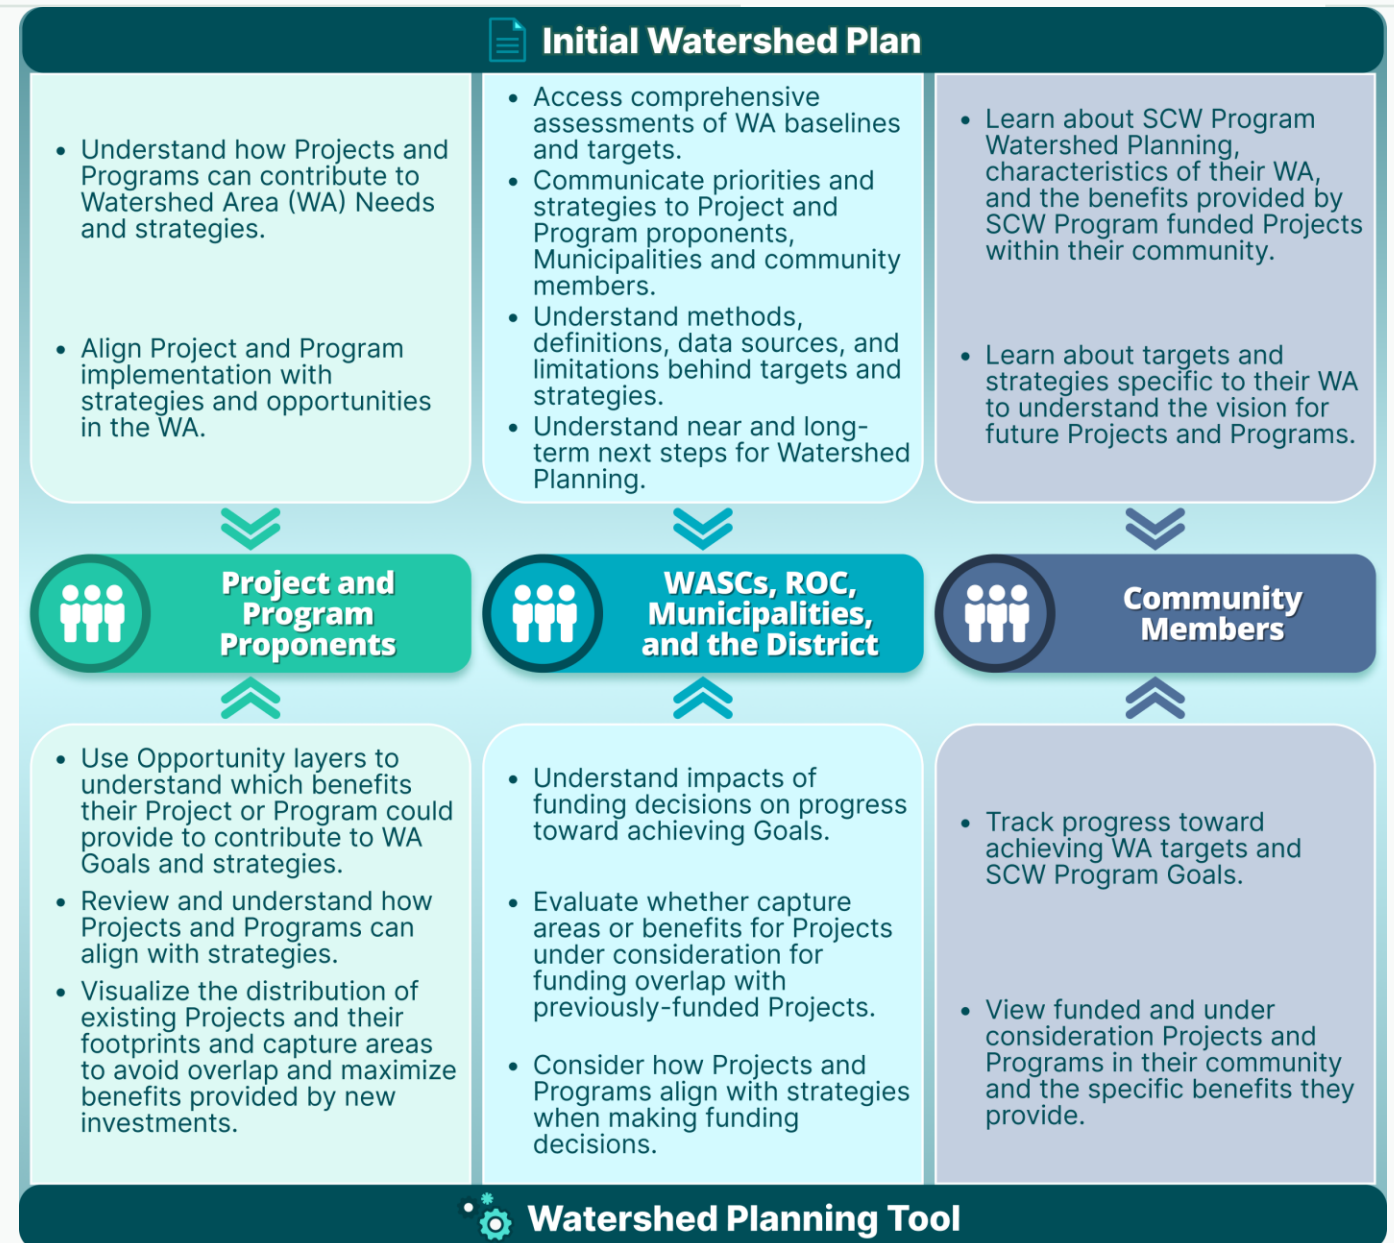 Initial Watershed Plan
• Understand how Projects and
Programs can contribute to
Watershed Area (WA) Needs
and strategies.
• Align Project and Program
implementation with
strategies and opportunities
in the WA.
• Access comprehensive
assessments of WA baselines
and targets.
• Communicate priorities and
strategies to Project and
Program proponents,
Municipalities and community
members.
• Understand methods,
definitions, data sources, and
limitations behind targets and
strategies.
• Understand near and long-
term next steps for Watershed
Planning.
• Learn about SCW Program
Watershed Planning,
characteristics of their WA,
and the benefits provided by
SCW Program funded Projects
within their community.
• Learn about targets and
strategies specific to their WA
to understand the vision for
future Projects and Programs.
Project and
Program
Proponents
WASCs, ROC,
Municipalities,
and the District
Community
Members
• Use Opportunity layers to
understand which benefits
their Project or Program could
provide to contribute to WA
Goals and strategies.
• Review and understand how
Projects and Programs can
align with strategies.
• Visualize the distribution of
existing Projects and their
footprints and capture areas
to avoid overlap and maximize
benefits provided by new
investments.
• Understand impacts of
funding decisions on progress
toward achieving Goals.
• Evaluate whether capture
areas or benefits for Projects
under consideration for
funding overlap with
previously-funded Projects.
• Consider how Projects and
Programs align with strategies
when making funding
decisions.
• Track progress toward
achieving WA targets and
SCW Program Goals.
• View funded and under
consideration Projects and
Programs in their community
and the specific benefits they
provide.
Watershed Planning Tool